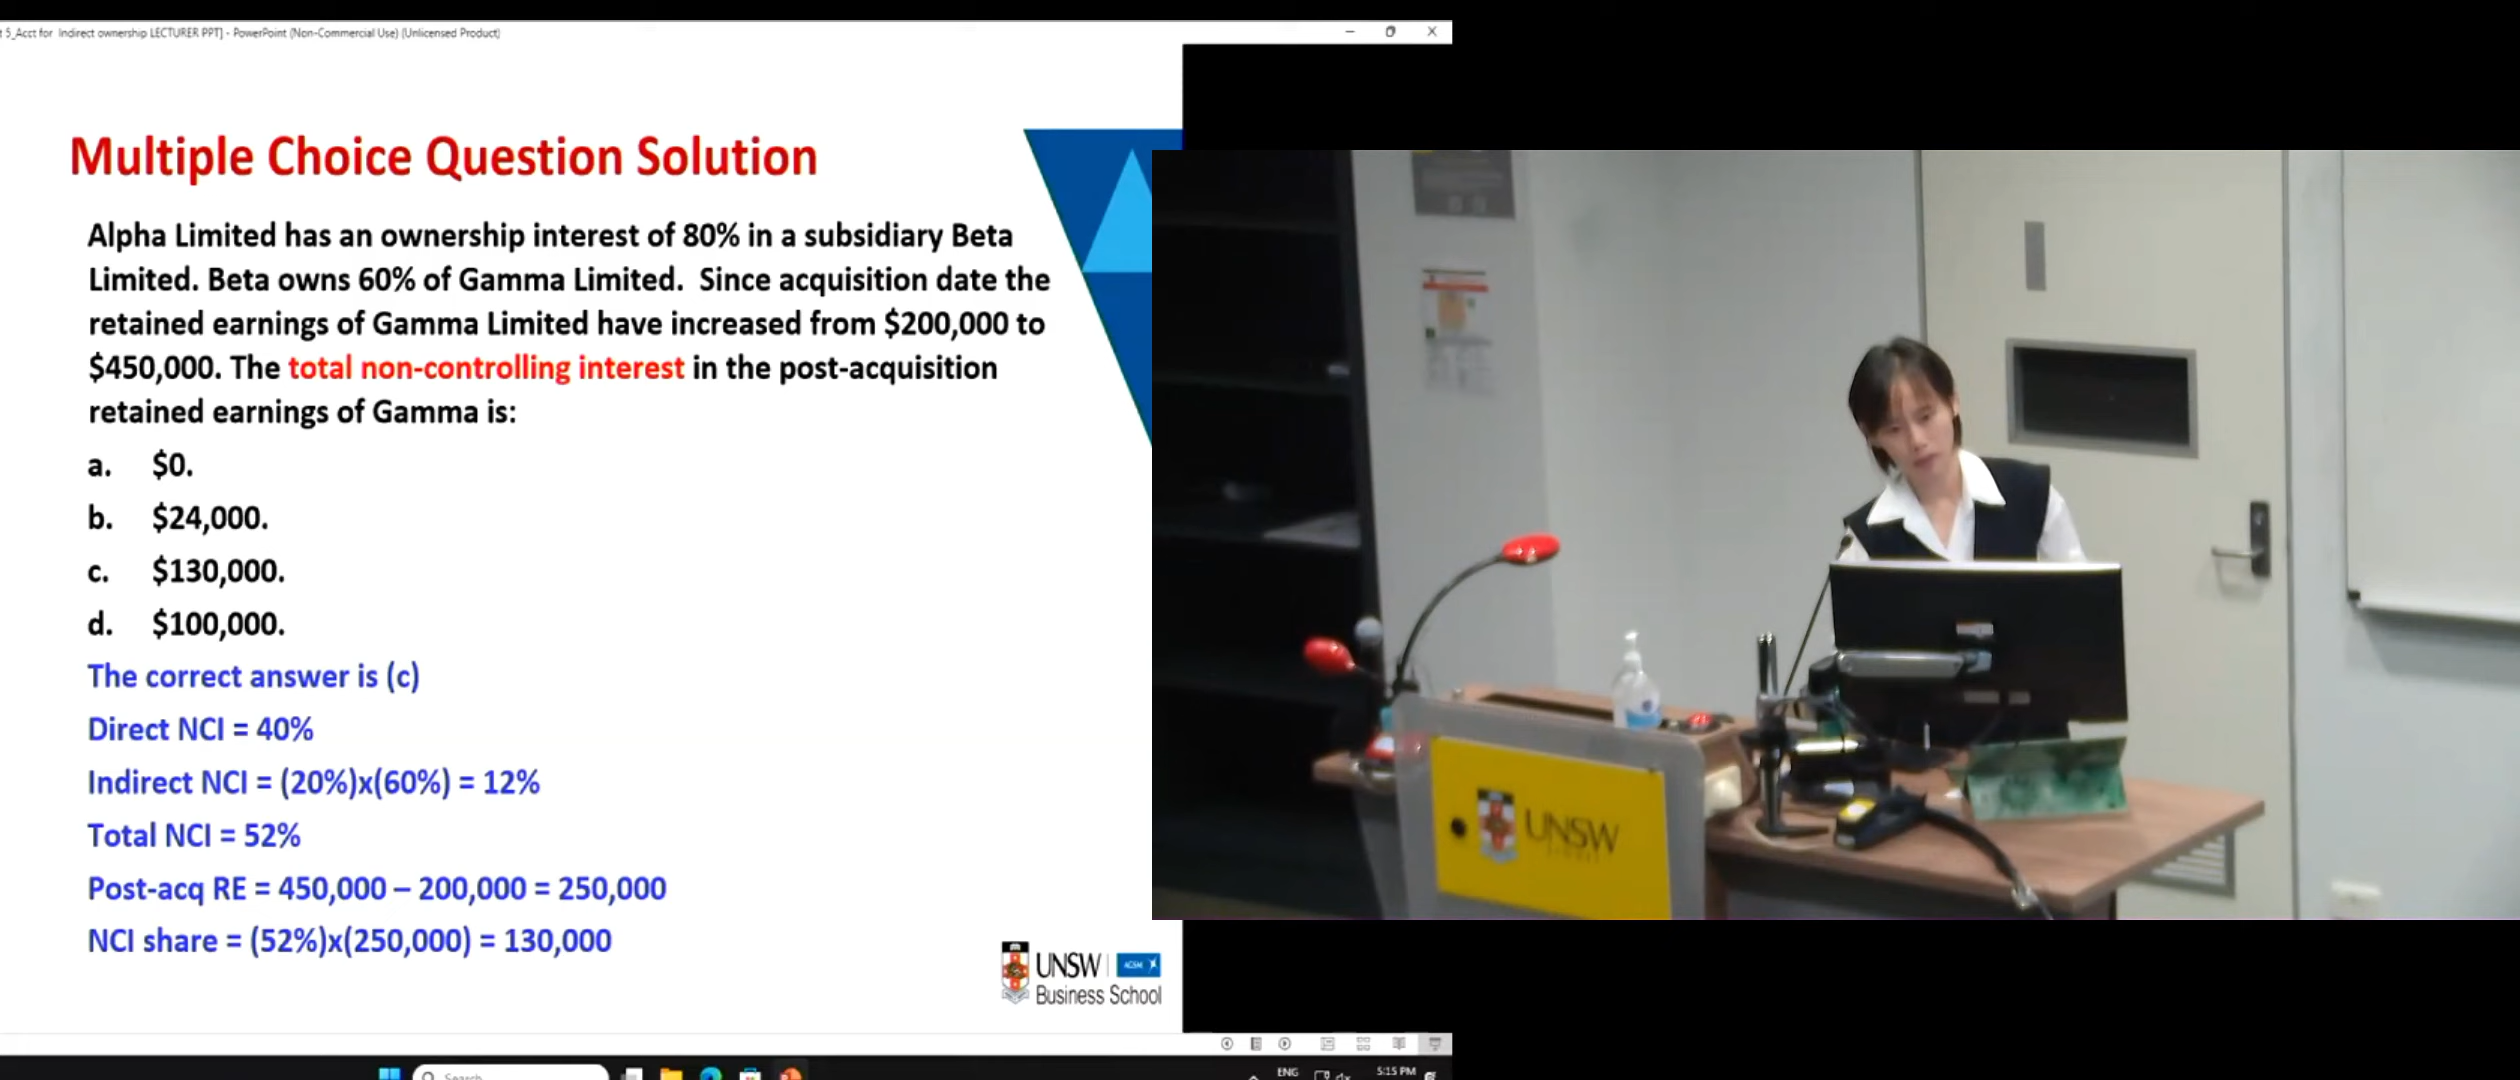 5_Acct for Indirect ownership LECTURER PPT] - PowerPoint (Non-Commercial Use) (Unlicensed Product)
Multiple Choice Question Solution
Alpha Limited has an ownership interest of 80% in a subsidiary Beta
Limited. Beta owns 60% of Gamma Limited. Since acquisition date the
retained earnings of Gamma Limited have increased from $200,000 to
$450,000. The total non-controlling interest in the post-acquisition
retained earnings of Gamma is:
a. $0.
b. $24,000.
c. $130,000.
d. $100,000.
The correct answer is (c)
Direct NCI = 40%
Indirect NCI = (20%)x(60%) = 12%
Total NCI = 52%
Post-acq RE = 450,000 – 200,000 = 250,000
NCI share = (52%)x(250,000) = 130,000
UNSW AGSM
Business School
UNSW
Search
ENG
5:15 PM